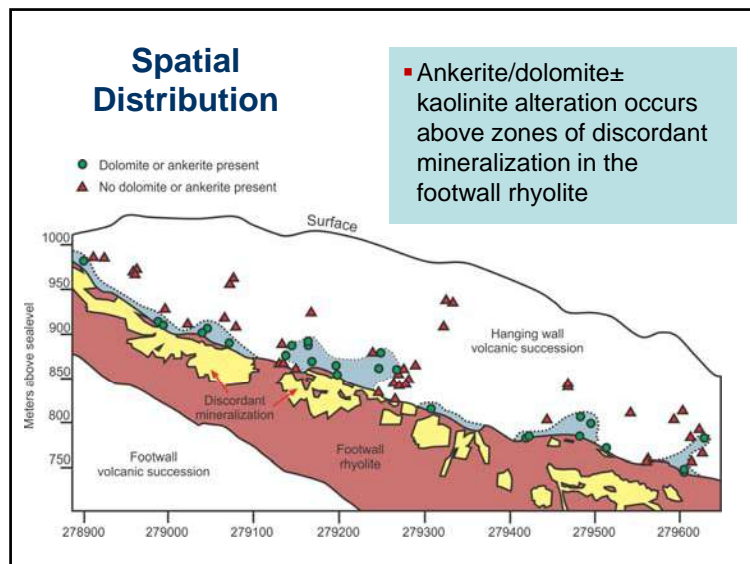 Spatial
Distribution
▪ Ankerite/dolomite±
kaolinite alteration occurs
above zones of discordant
mineralization in the
footwall rhyolite
Dolomite or ankerite present
No dolomite or ankerite present
Surface
1000
950
900
850
800
750
Meters above sealevel
Hanging wall
volcanic succession
Discordant
mineralization
Footwall
rhyolite
Footwall
volcanic succession
278900 279000 279100 279200 279300 279400 279500 279600